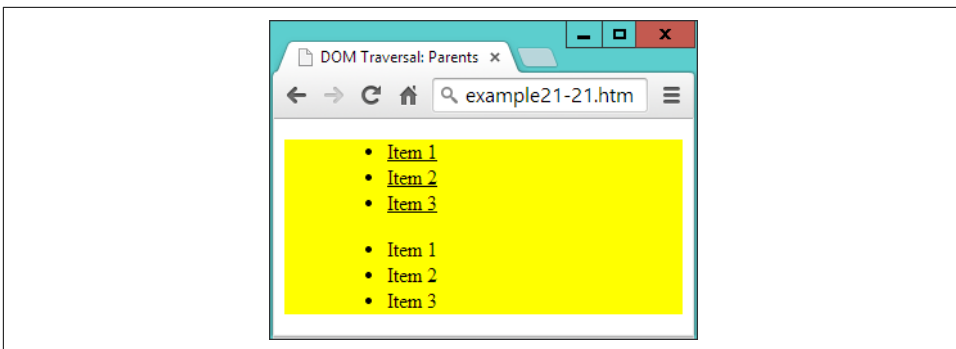 DOM Traversal: Parents
example21-21.htm
• Item 1
• Item 2
• Item 3
• Item 1
• Item 2
• Item 3